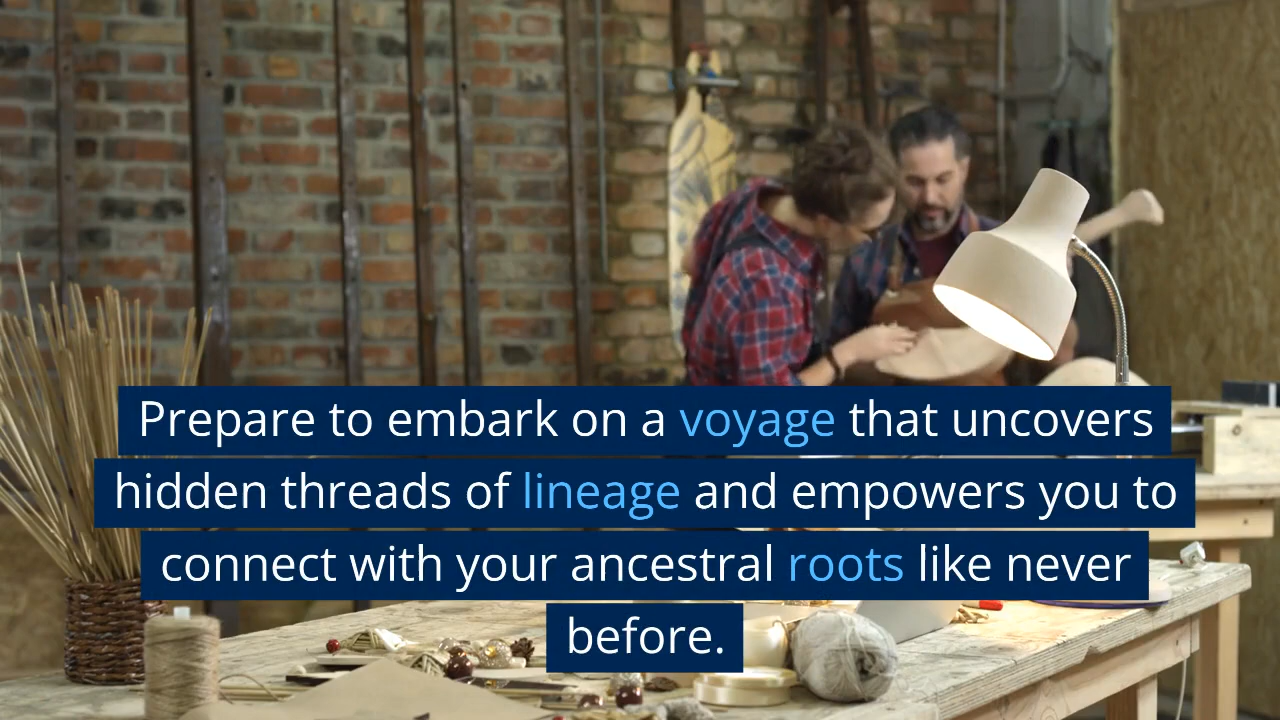 Prepare to embark on a voyage that uncovers
hidden threads of lineage and empowers you to
connect with your ancestral roots like never
before.